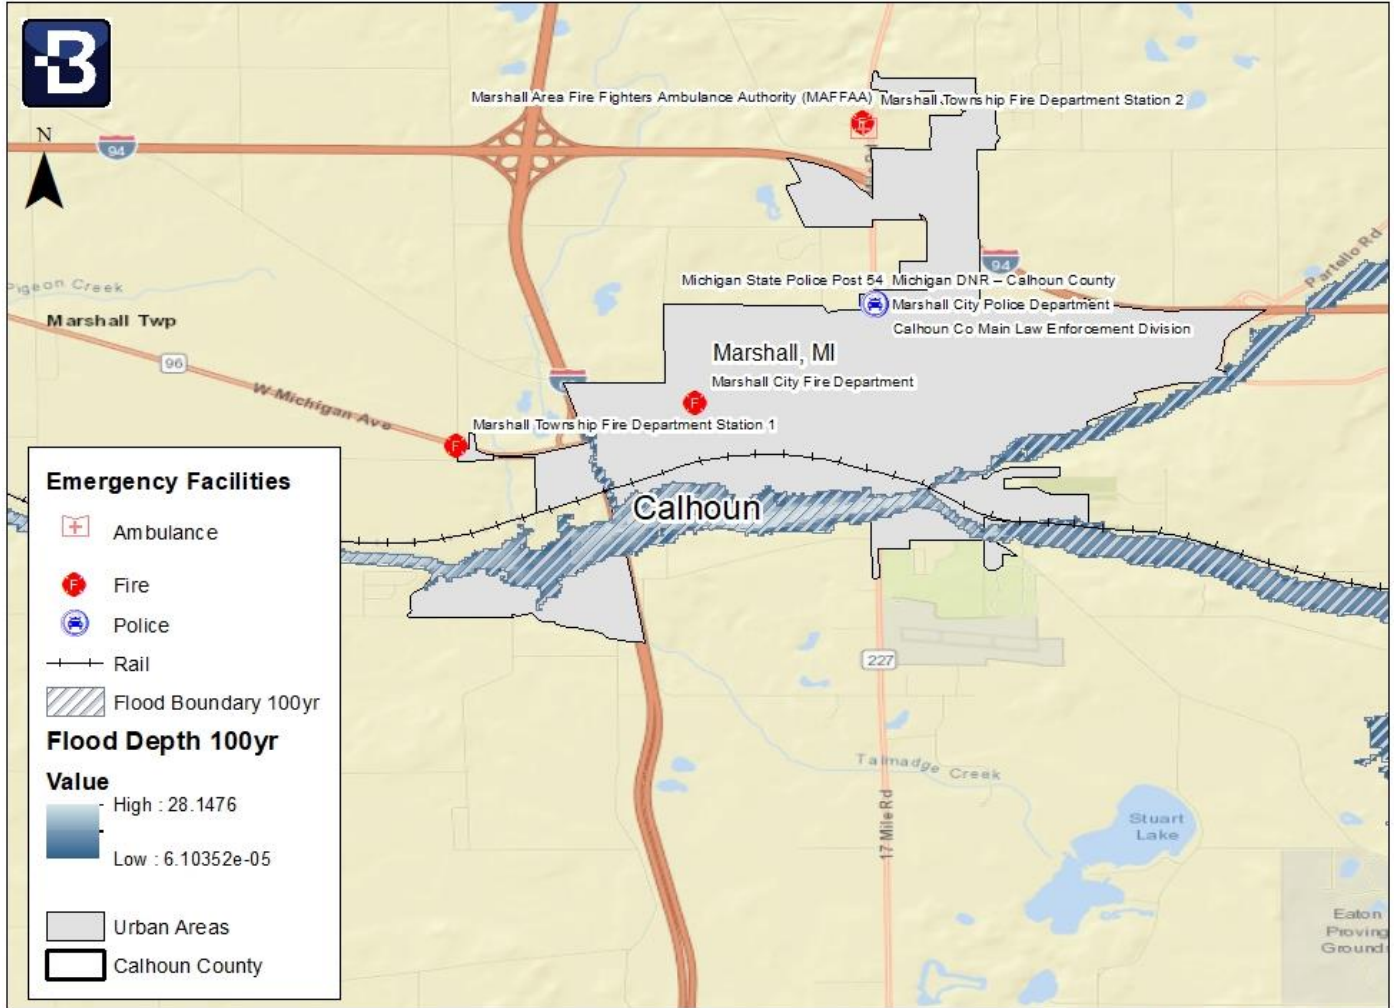 B
Marshall Area Fire Fighters Ambulance Authority (MAFFAA)
Marshall Township Fire Department Station 2
N
94
94
Partello Rd
Michigan State Police Post 54
Michigan DNR – Calhoun County
Pigeon Creek
Marshall City Police Department
Marshall Twp
Calhoun Co Main Law Enforcement Division
96
Marshall, MI
Marshall City Fire Department
W Michigan Ave
F
Marshall Township Fire Department Station 1
F
Calhoun
Emergency Facilities
Ambulance
F
Fire
Police
Rail
Flood Boundary 100yr
Flood Depth 100yr
Value
High : 28.1476
Low : 6.10352e-05
Urban Areas
Calhoun County
227
Talmadge Creek
17 Mile Rd
Stuart
Lake
Eaton
Proving
Grounds